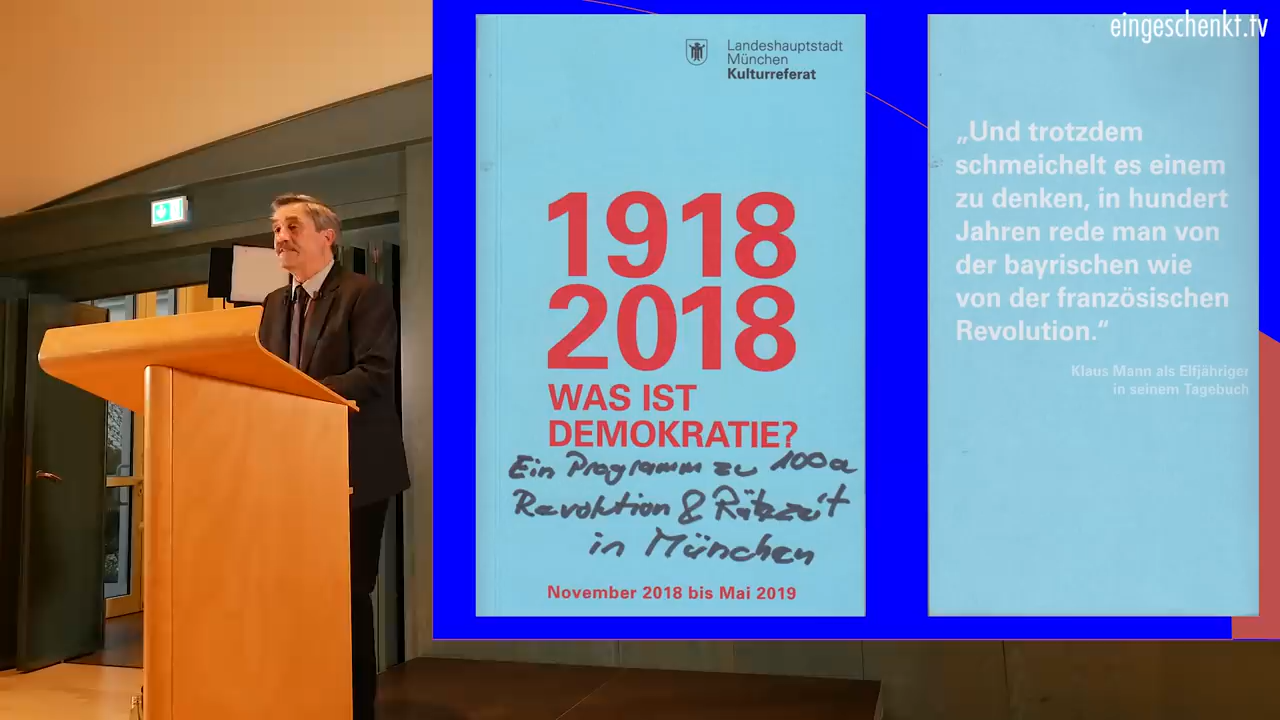 eingeschenkt.tv
Landeshauptstadt
München
Kulturreferat
1918
2018
WAS IST
DEMOKRATIE?
Ein Programm zu 100a
Revolution & Rätezeit
in München
November 2018 bis Mai 2019
„Und trotzdem
schmeichelt es einem
zu denken, in hundert
Jahren rede man von
der bayrischen wie
von der französischen
Revolution.“
Klaus Mann als Elfjähriger
in seinem Tagebuch